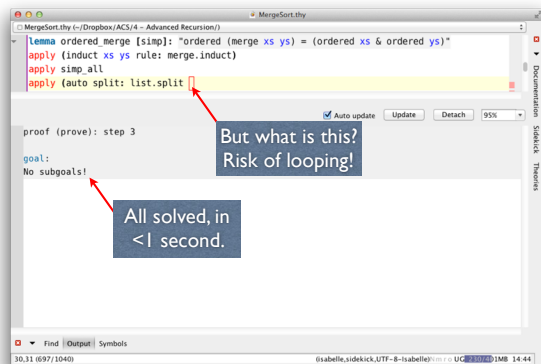 MergeSort.thy
MergeSort.thy (~/Dropbox/ACS/4 – Advanced Recursion/)
lemma ordered_merge [simp]: "ordered (merge xs ys) = (ordered xs & ordered ys)"
apply (induct xs ys rule: merge.induct)
apply simp_all
apply (auto split: list.split
Auto update Update Detach 95%
But what is this?
Risk of looping!
proof (prove): step 3
goal:
No subgoals!
All solved, in
<1 second.
Documentation
Sidekick
Theories
Find Output Symbols
30,31 (697/1040)
(isabelle,sidekick,UTF-8-Isabelle) UG 14:44